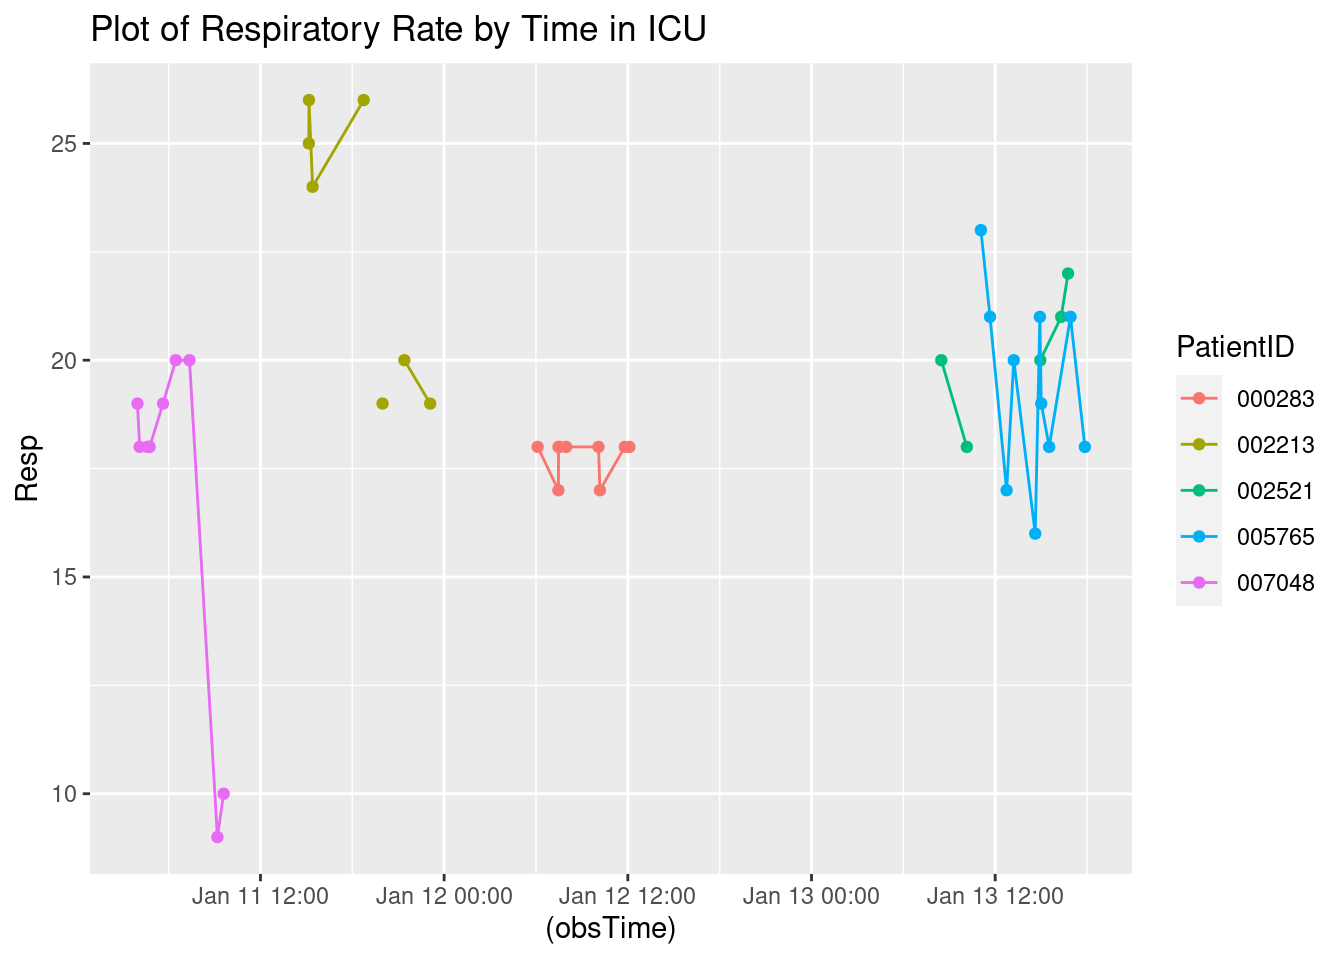 Plot of Respiratory Rate by Time in ICU
25
20
15
10
Resp
Jan 11 12:00
Jan 12 00:00
Jan 12 12:00
Jan 13 00:00
Jan 13 12:00
(obsTime)
PatientID
000283
002213
002521
005765
007048